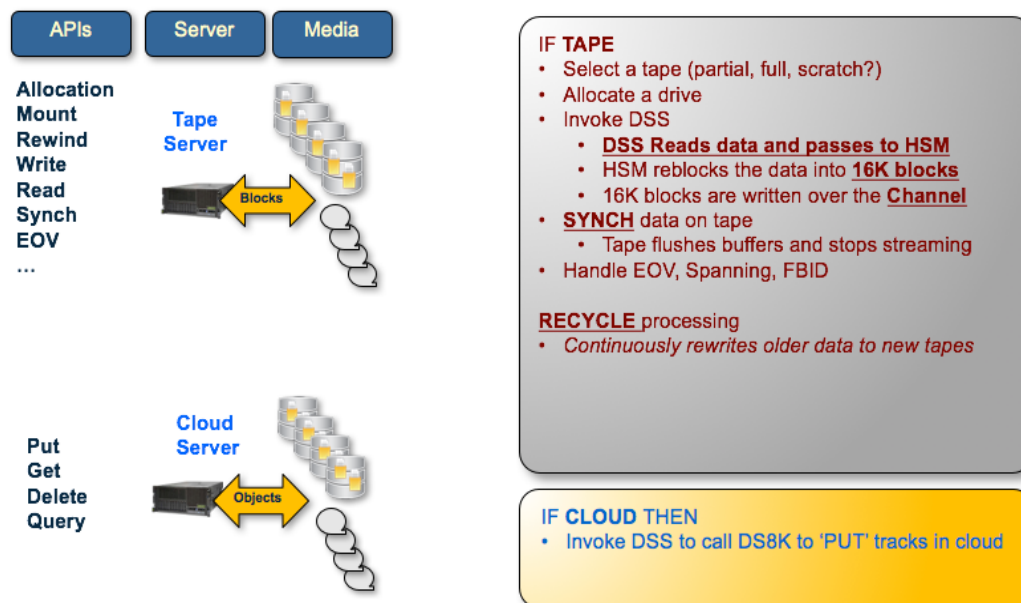 APIs
Server
Media
Allocation
Mount
Rewind
Write
Read
Synch
EOV
...
Tape
Server
Blocks
Put
Get
Delete
Query
Cloud
Server
Objects
IF TAPE
• Select a tape (partial, full, scratch?)
• Allocate a drive
• Invoke DSS
• DSS Reads data and passes to HSM
• HSM reblocks the data into 16K blocks
• 16K blocks are written over the Channel
• SYNCH data on tape
• Tape flushes buffers and stops streaming
• Handle EOV, Spanning, FBID
RECYCLE processing
• Continuously rewrites older data to new tapes
IF CLOUD THEN
• Invoke DSS to call DS8K to ‘PUT’ tracks in cloud